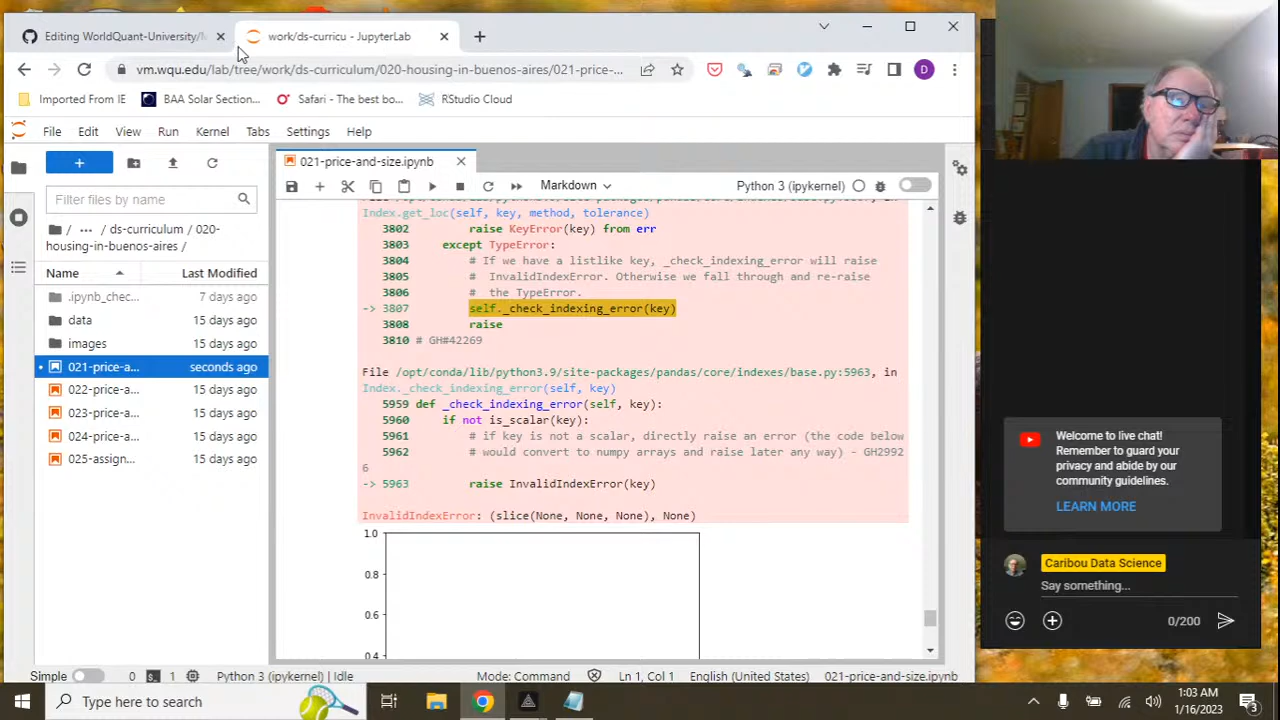 Editing WorldQuant-University/
work/ds-curricu - JupyterLab
vm.wqu.edu/lab/tree/work/ds-curriculum/020-housing-in-buenos-aires/021-price-...
D
Imported From IE
BAA Solar Section...
Safari - The best bo...
RStudio Cloud
File Edit View Run Kernel Tabs Settings Help
021-price-and-size.ipynb
Markdown
Python 3 (ipykernel)
Filter files by name
/ ... / ds-curriculum / 020-
housing-in-buenos-aires /
Name Last Modified
.ipynb_chec... 7 days ago
data 15 days ago
images 15 days ago
021-price-a... seconds ago
022-price-a... 15 days ago
023-price-a... 15 days ago
024-price-a... 15 days ago
025-assign... 15 days ago
Index.get_loc(self, key, method, tolerance)
3802 raise KeyError(key) from err
3803 except TypeError:
3804 # If we have a listlike key, _check_indexing_error will raise
3805 # InvalidIndexError. Otherwise we fall through and re-raise
3806 # the TypeError.
-> 3807 self._check_indexing_error(key)
3808 raise
3810 # GH#42269
File /opt/conda/lib/python3.9/site-packages/pandas/core/indexes/base.py:5963, in
Index._check_indexing_error(self, key)
5959 def _check_indexing_error(self, key):
5960 if not is_scalar(key):
5961 # if key is not a scalar, directly raise an error (the code below
5962 # would convert to numpy arrays and raise later any way) - GH2992
6
-> 5963 raise InvalidIndexError(key)
InvalidIndexError: (slice(None, None, None), None)
1.0
0.8
0.6
0.4
Simple 0 1 Python 3 (ipykernel) | Idle Mode: Command Ln 1, Col 1 English (United States) 021-price-and-size.ipynb
Welcome to live chat!
Remember to guard your
privacy and abide by our
community guidelines.
LEARN MORE
Caribou Data Science
Say something...
0/200
Type here to search
1:03 AM
1/16/2023
3